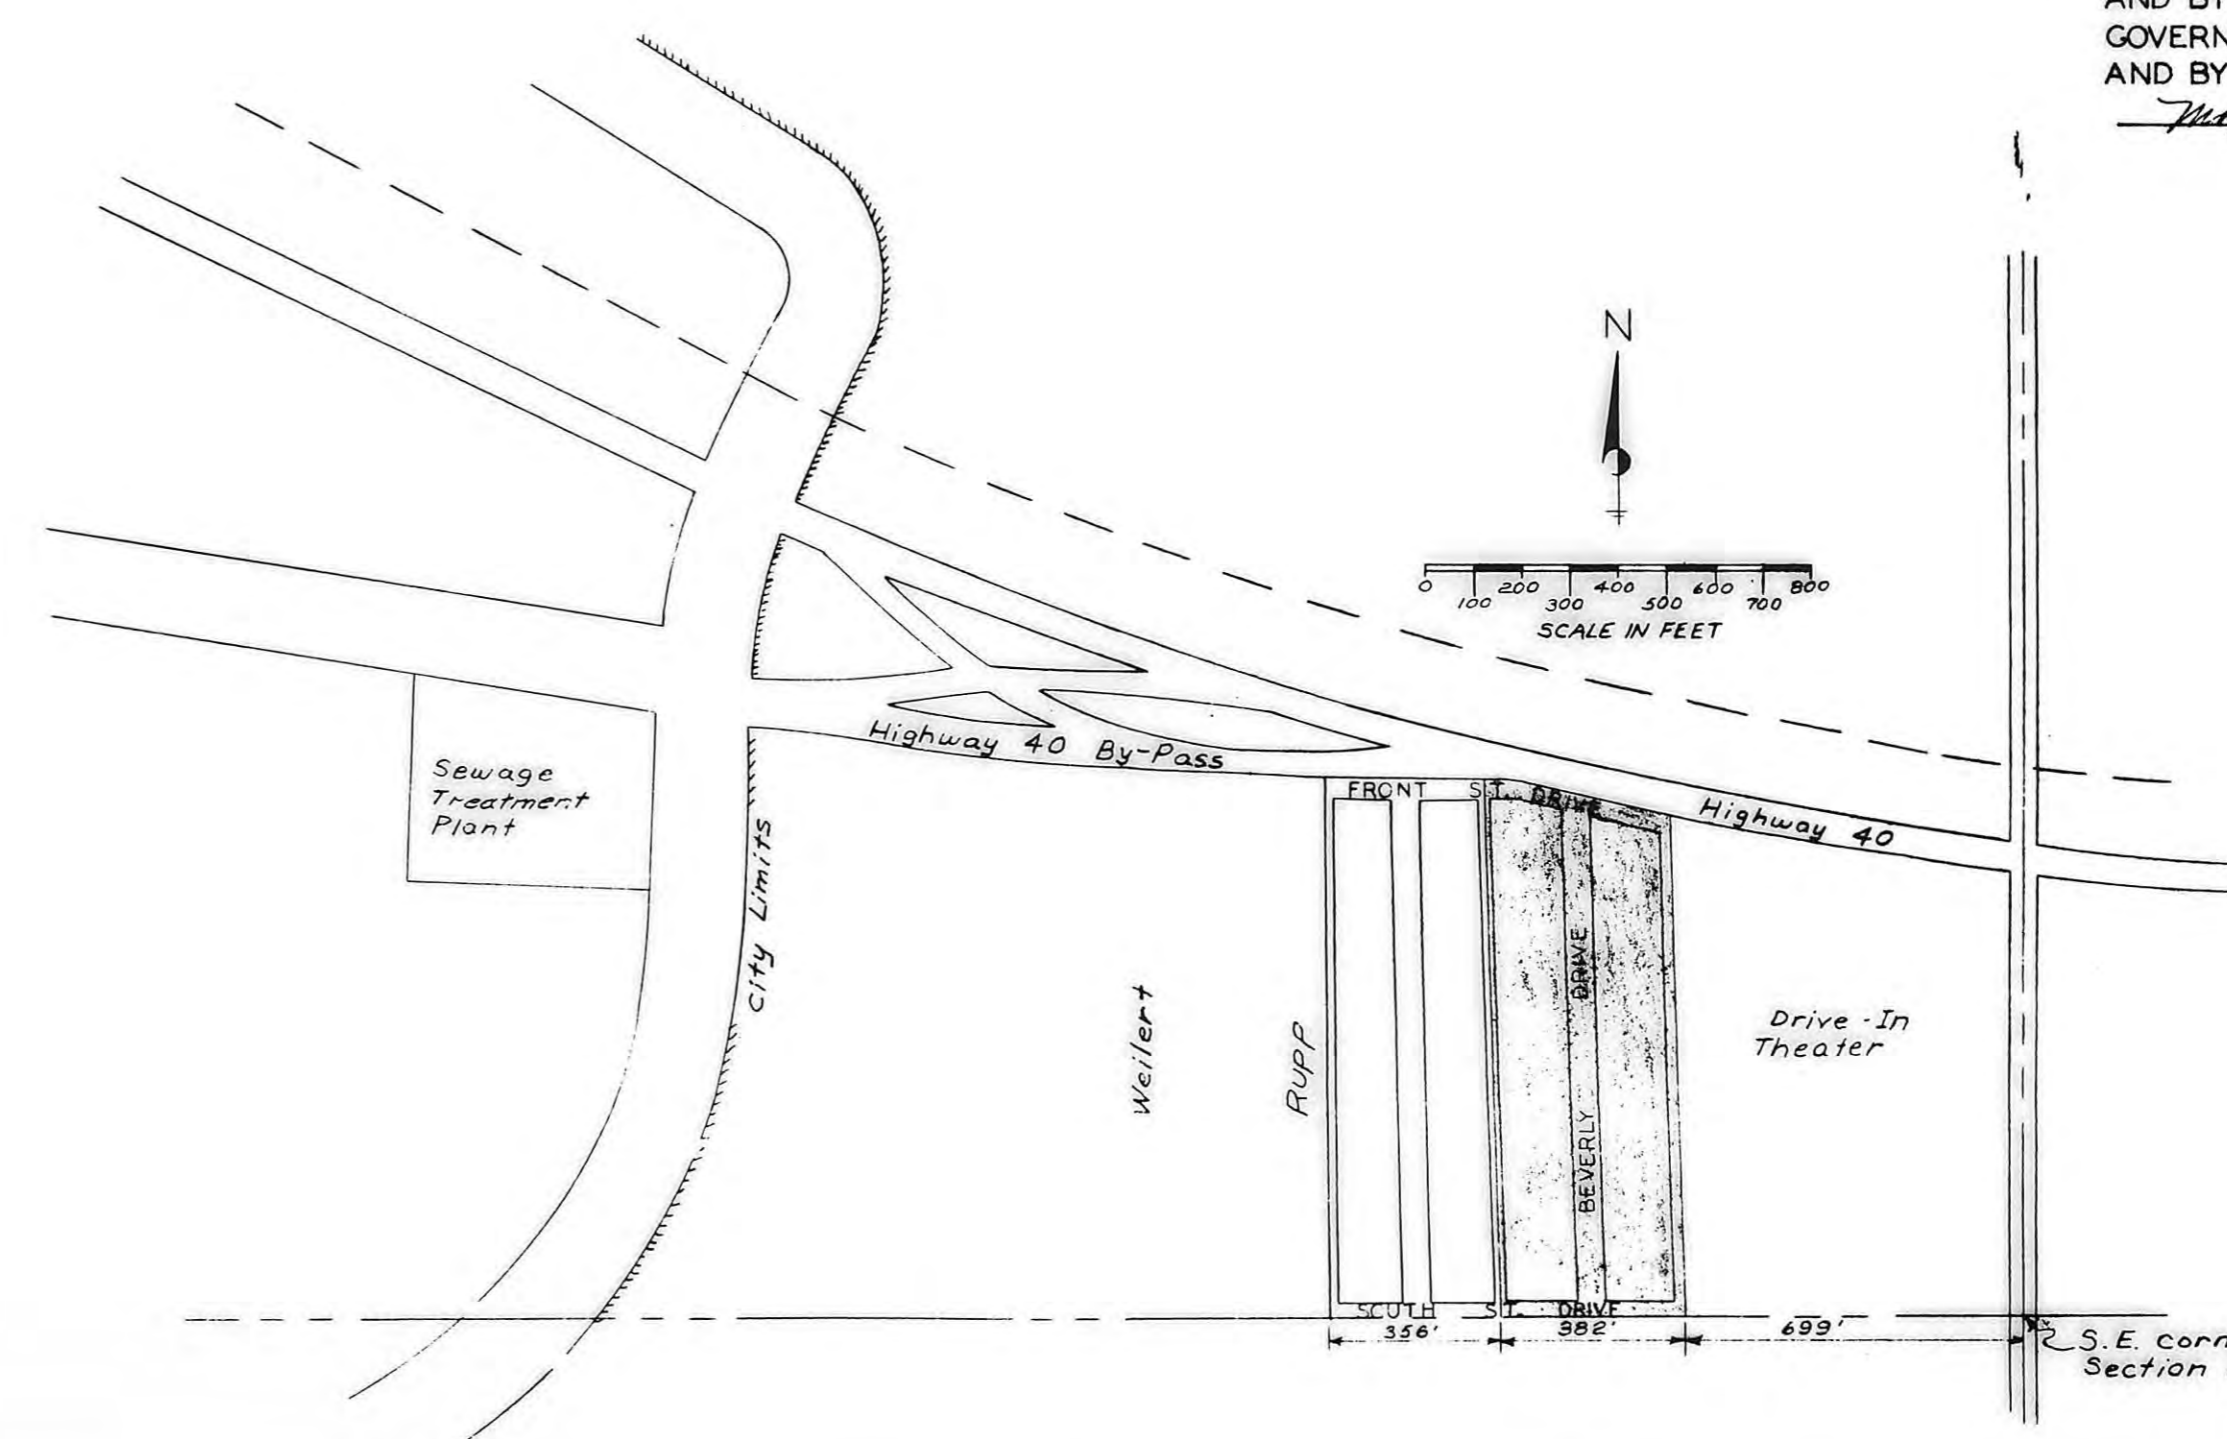 AND BY
GOVERN
AND BY
N
0 100 200 300 400 500 600 700 800
SCALE IN FEET
Highway 40 By-Pass
Sewage
Treatment
Plant
City Limits
FRONT ST. DRIVE
Highway 40
Weilert
Rupp
BEVERLY DRIVE
Drive-In
Theater
SOUTH ST. DRIVE
356' 382' 699'
S.E. corn
Section